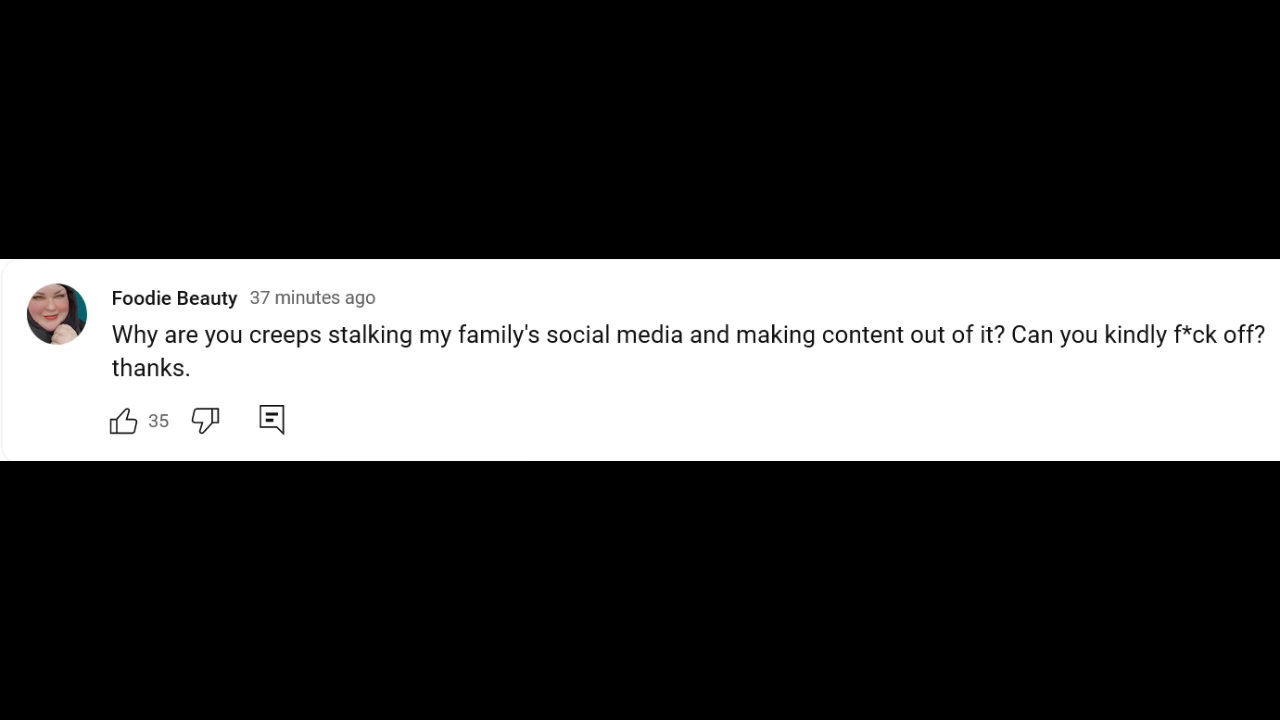 Foodie Beauty 37 minutes ago
Why are you creeps stalking my family's social media and making content out of it? Can you kindly f*ck off?
thanks.
35